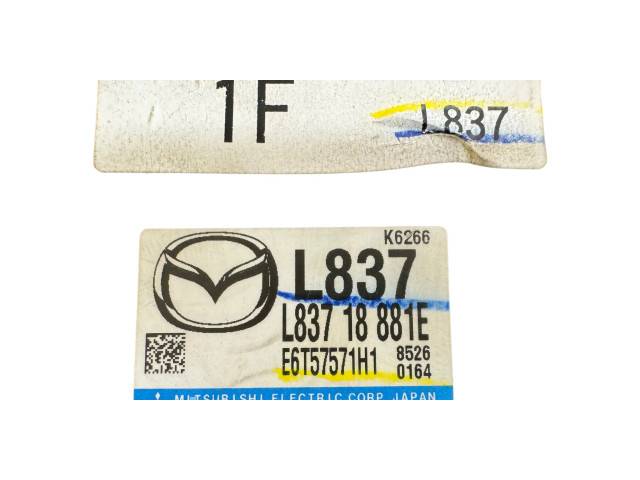 1F
L837
K6266
L837
L837 18 881E
E6T57571H1 8526
0164
MITSUBISHI ELECTRIC CORP. JAPAN